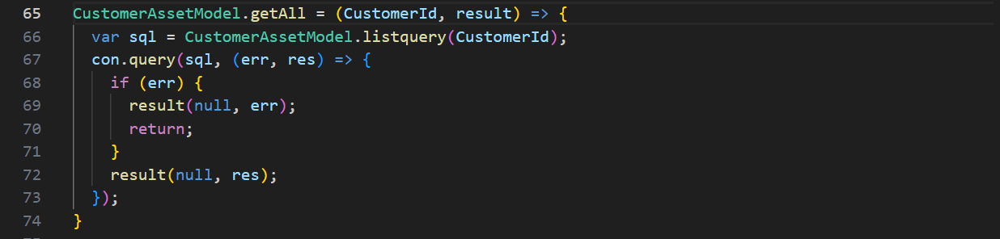 65 CustomerAssetModel.getAll = (CustomerId, result) => {
66 var sql = CustomerAssetModel.listquery(CustomerId);
67 con.query(sql, (err, res) => {
68 if (err) {
69 result(null, err);
70 return;
71 }
72 result(null, res);
73 });
74 }